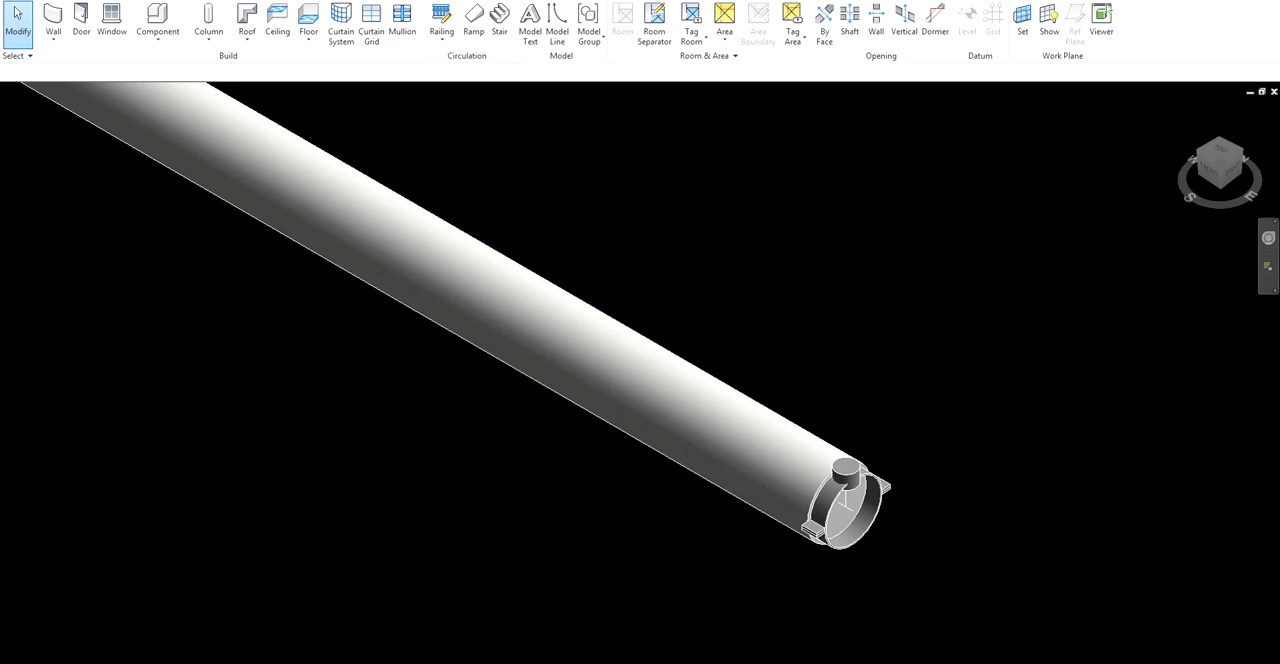 Modify Wall Door Window Component Column Roof Ceiling Floor Curtain Curtain Mullion Railing Ramp Stair Model Model Model Room Room Tag Area Area Tag By Shaft Wall Vertical Dormer Level Grid Set Show Ref Viewer
System Grid Text Line Group Separator Room Boundary Area Face Plane
Select Build Circulation Model Room & Area Opening Datum Work Plane
S E